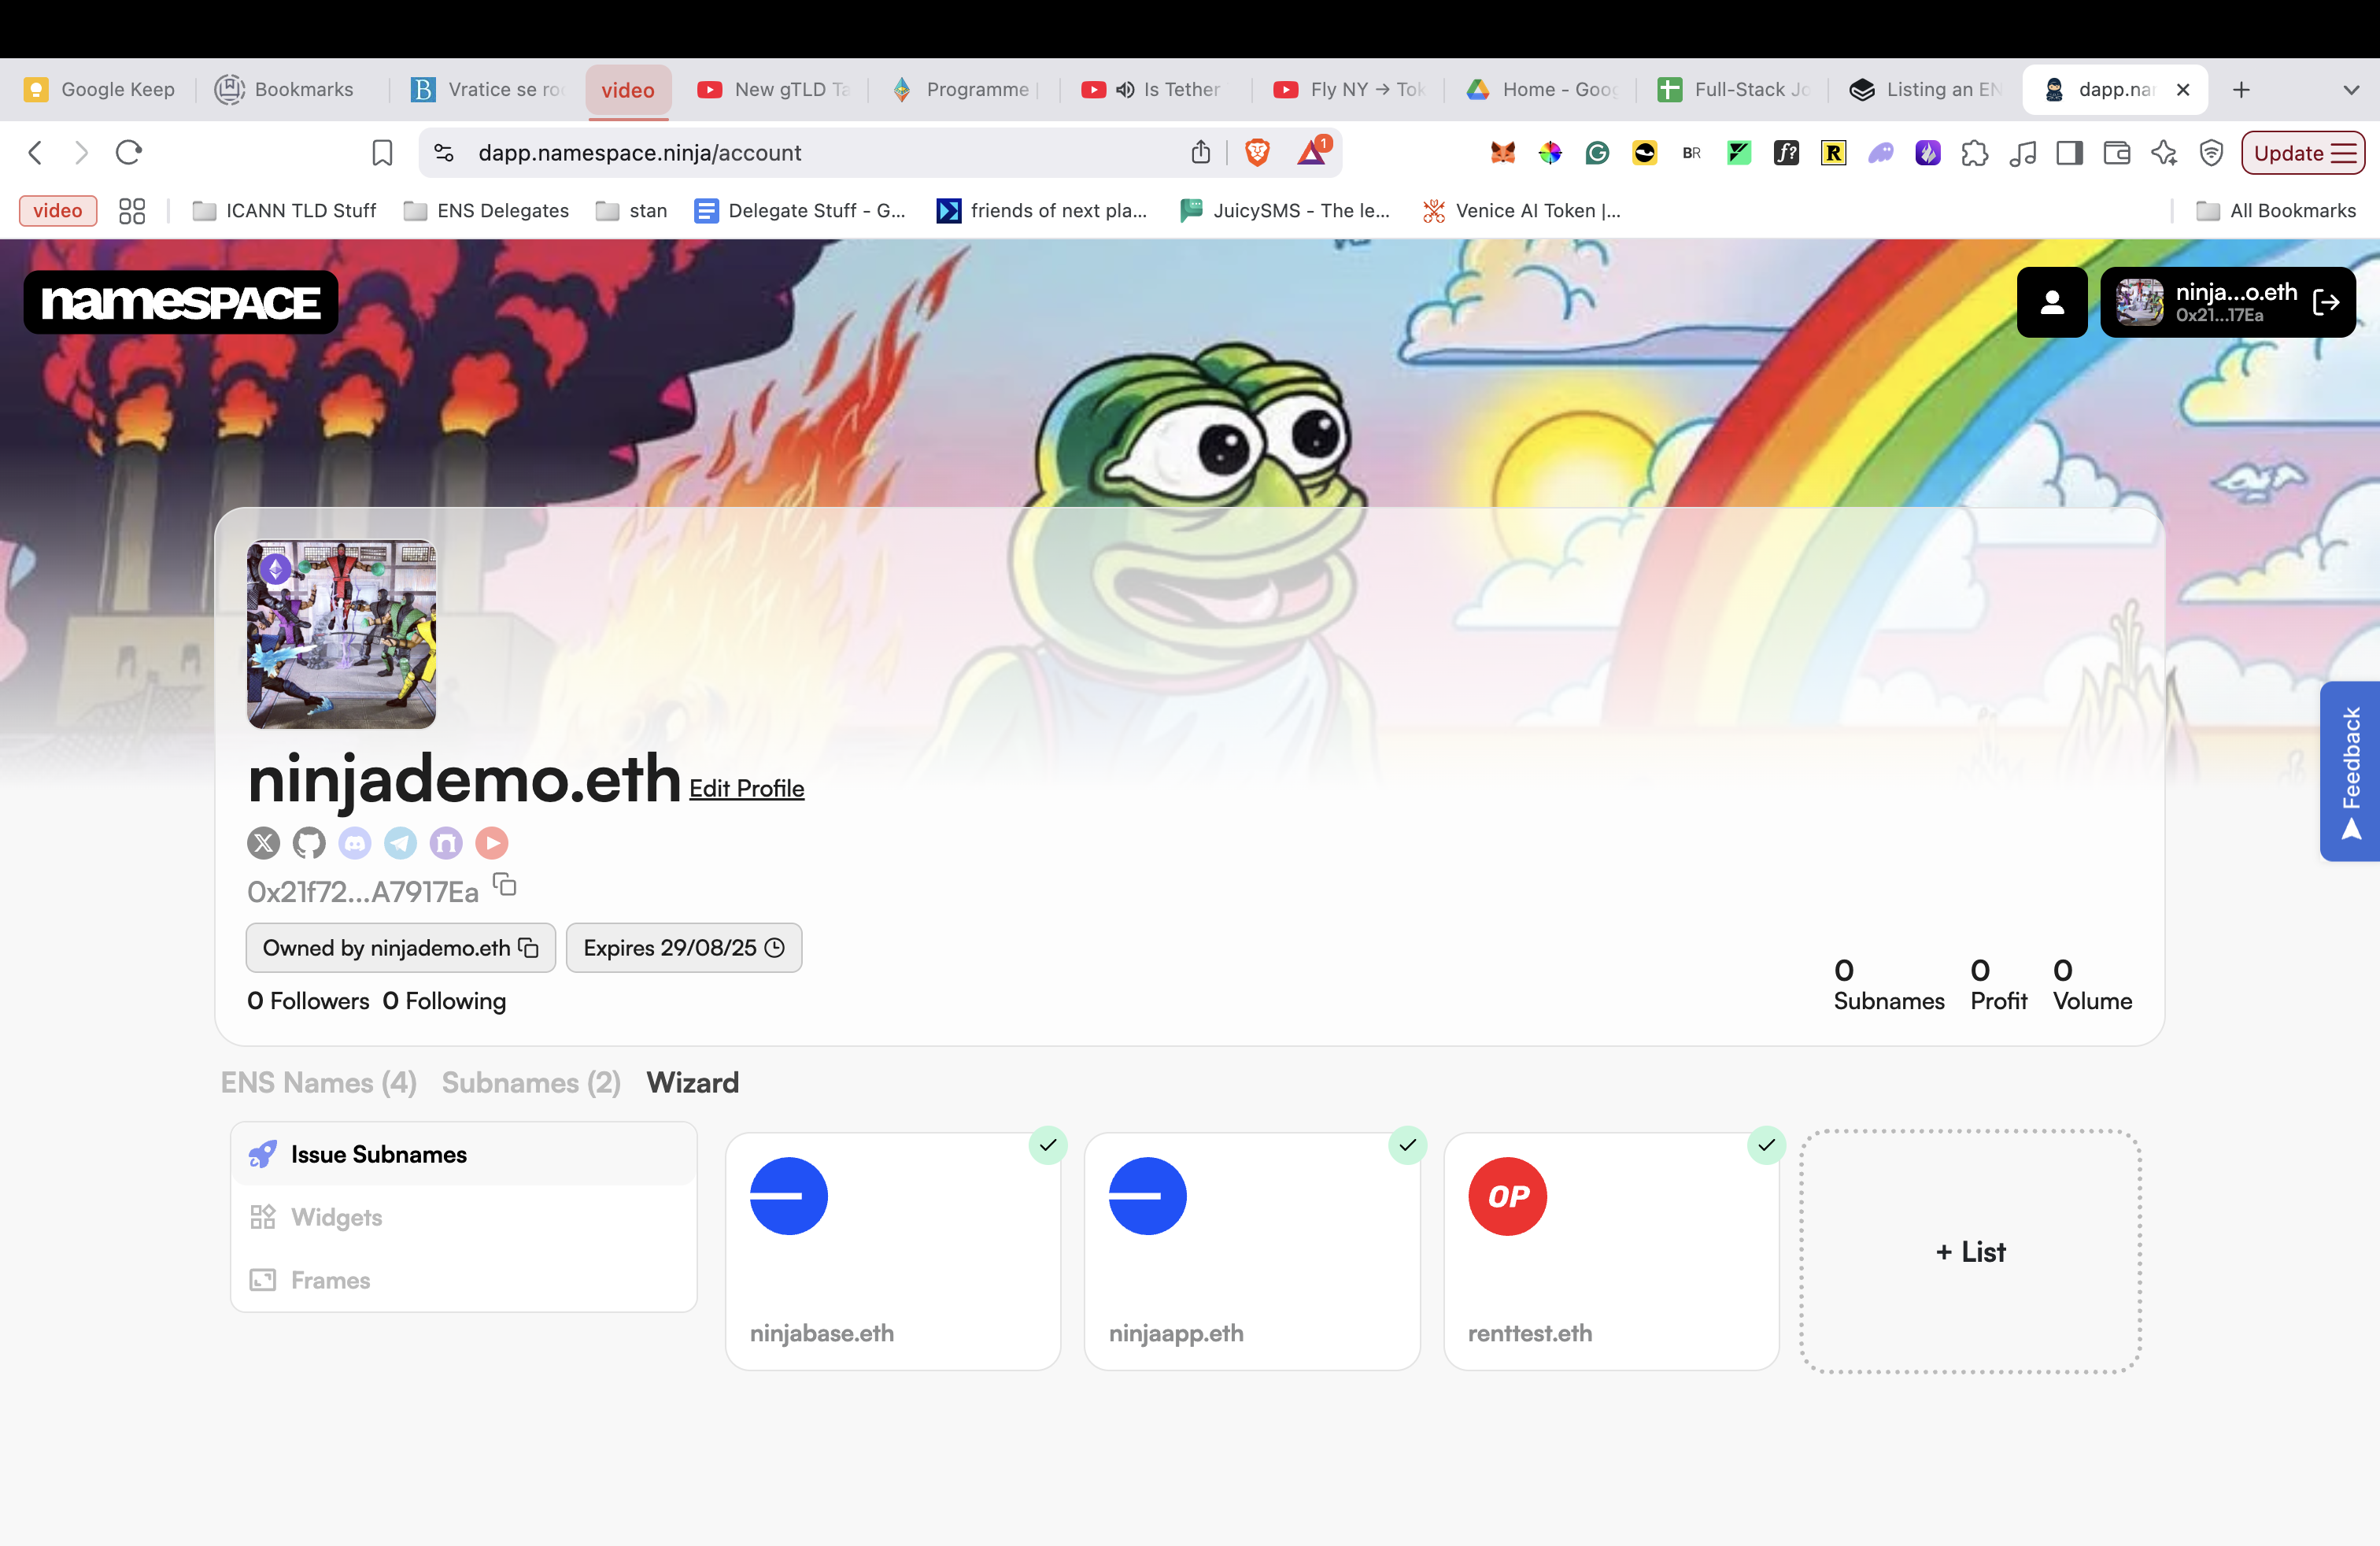 Google Keep
Bookmarks
Vratice se ro
video
New gTLD Ta
Programme
Is Tether
Fly NY → Tok
Home - Goog
Full-Stack Jo
Listing an EN
dapp.na
dapp.namespace.ninja/account
1
BR
f?
R
Update
video
ICANN TLD Stuff
ENS Delegates
stan
Delegate Stuff - G...
friends of next pla...
JuicySMS - The le...
Venice AI Token |...
All Bookmarks
nameSPACE
ninja...o.eth
0x21...17Ea
ninjademo.eth Edit Profile
0x21f72...A7917Ea
Owned by ninjademo.eth
Expires 29/08/25
0 Followers 0 Following
0 Subnames
0 Profit
0 Volume
Feedback
ENS Names (4) Subnames (2) Wizard
Issue Subnames
Widgets
Frames
ninjabase.eth
ninjaapp.eth
OP
renttest.eth
+ List